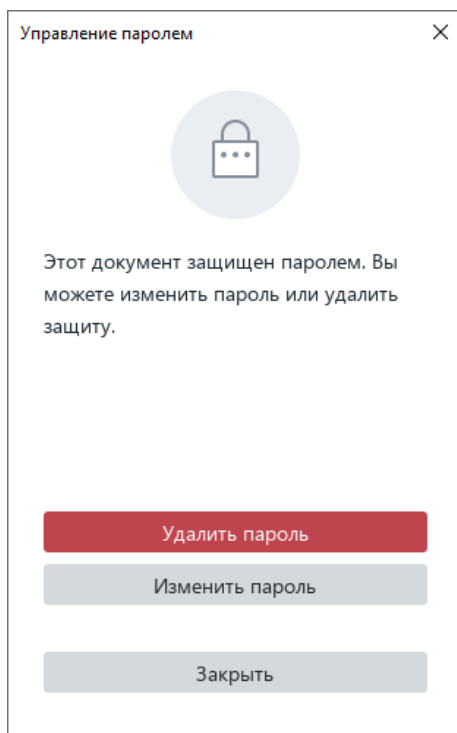 Управление паролем
Этот документ защищен паролем. Вы
можете изменить пароль или удалить
защиту.
Удалить пароль
Изменить пароль
Закрыть